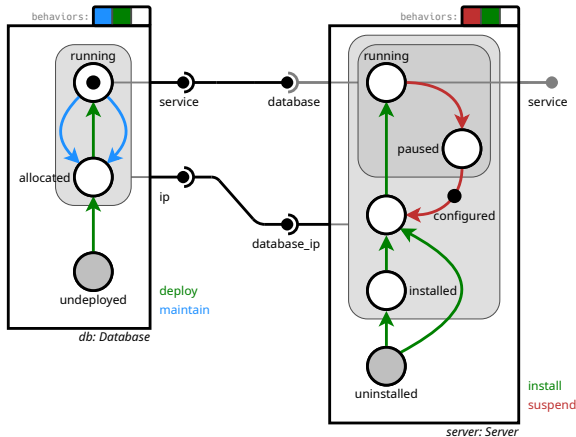 behaviors:
running
allocated
undeployed
service
ip
deploy
maintain
db: Database
database
database_ip
behaviors:
running
paused
configured
installed
uninstalled
service
install
suspend
server: Server